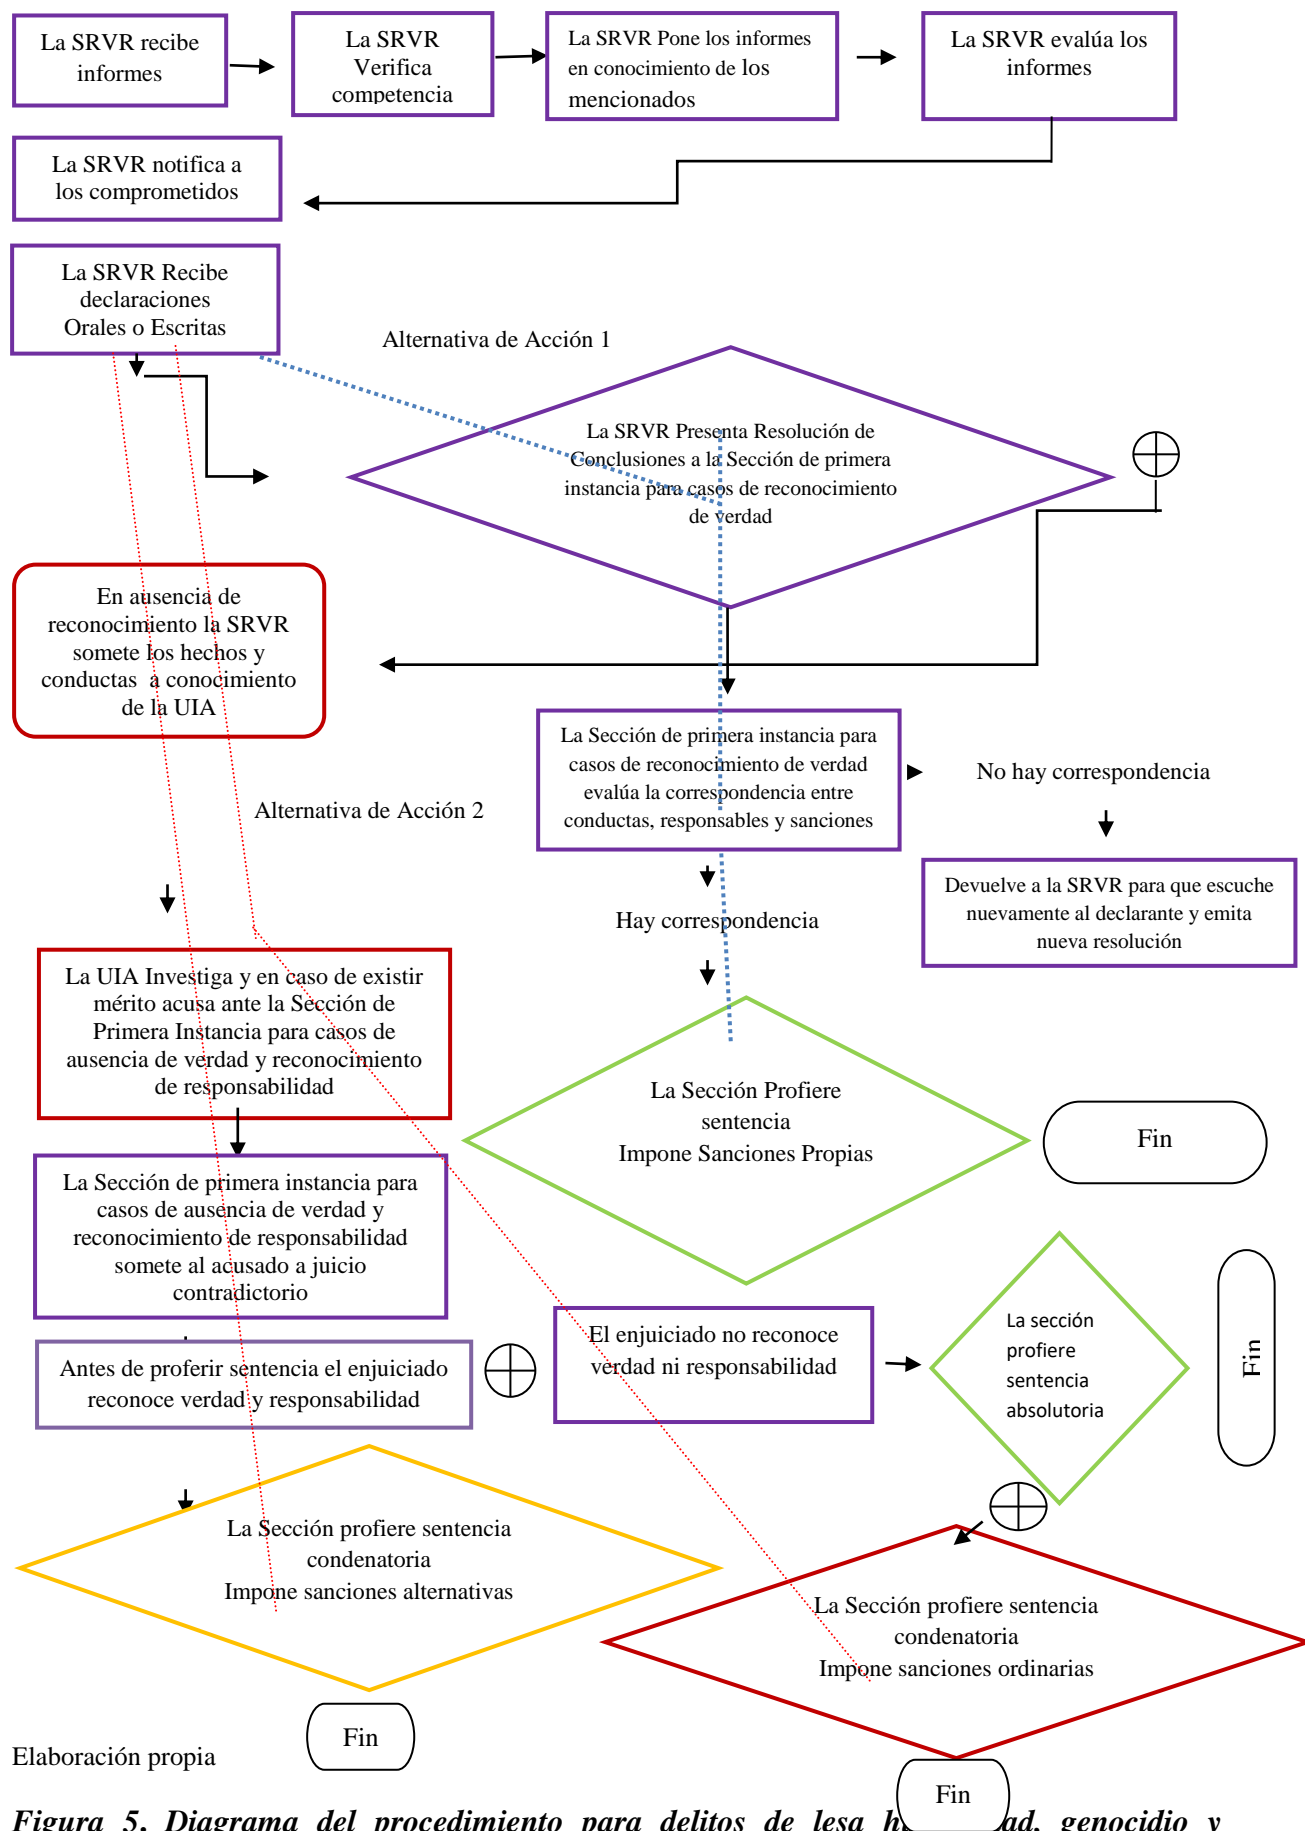 La SRVR recibe
informes
La SRVR
Verifica
competencia
La SRVR Pone los informes
en conocimiento de los
mencionados
La SRVR evalúa los
informes
La SRVR notifica a
los comprometidos
La SRVR Recibe
declaraciones
Orales o Escritas
Alternativa de Acción 1
La SRVR Presenta Resolución de
Conclusiones a la Sección de primera
instancia para casos de reconocimiento
de verdad
En ausencia de
reconocimiento la SRVR
somete los hechos y
conductas a conocimiento
de la UIA
La Sección de primera instancia para
casos de reconocimiento de verdad
evalúa la correspondencia entre
conductas, responsables y sanciones
No hay correspondencia
Alternativa de Acción 2
Devuelve a la SRVR para que escuche
nuevamente al declarante y emita
nueva resolución
Hay correspondencia
La UIA Investiga y en caso de existir
mérito acusa ante la Sección de
Primera Instancia para casos de
ausencia de verdad y reconocimiento
de responsabilidad
La Sección Profiere
sentencia
Impone Sanciones Propias
Fin
La Sección de primera instancia para
casos de ausencia de verdad y
reconocimiento de responsabilidad
somete al acusado a juicio
contradictorio
Antes de proferir sentencia el enjuiciado
reconoce verdad y responsabilidad
El enjuiciado no reconoce
verdad ni responsabilidad
La sección
profiere
sentencia
absolutoria
Fin
La Sección profiere sentencia
condenatoria
Impone sanciones alternativas
La Sección profiere sentencia
condenatoria
Impone sanciones ordinarias
Fin
Elaboración propia
Fin
Figura 5. Diagrama del procedimiento para delitos de lesa genocidio y